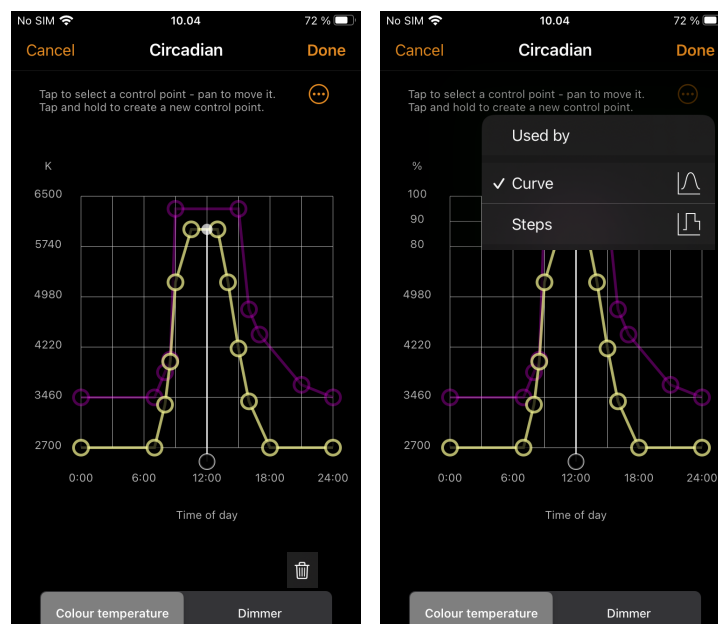 No SIM 10.04 72 %
Cancel Circadian Done
Tap to select a control point - pan to move it.
Tap and hold to create a new control point.
K
6500
5740
4980
4220
3460
2700
0:00 6:00 12:00 18:00 24:00
Time of day
Colour temperature Dimmer
No SIM 10.04 72 %
Cancel Circadian Done
Tap to select a control point - pan to move it.
Tap and hold to create a new control point.
Used by
Curve
Steps
%
100
90
80
4980
4220
3460
2700
0:00 6:00 12:00 18:00 24:00
Time of day
Colour temperature Dimmer